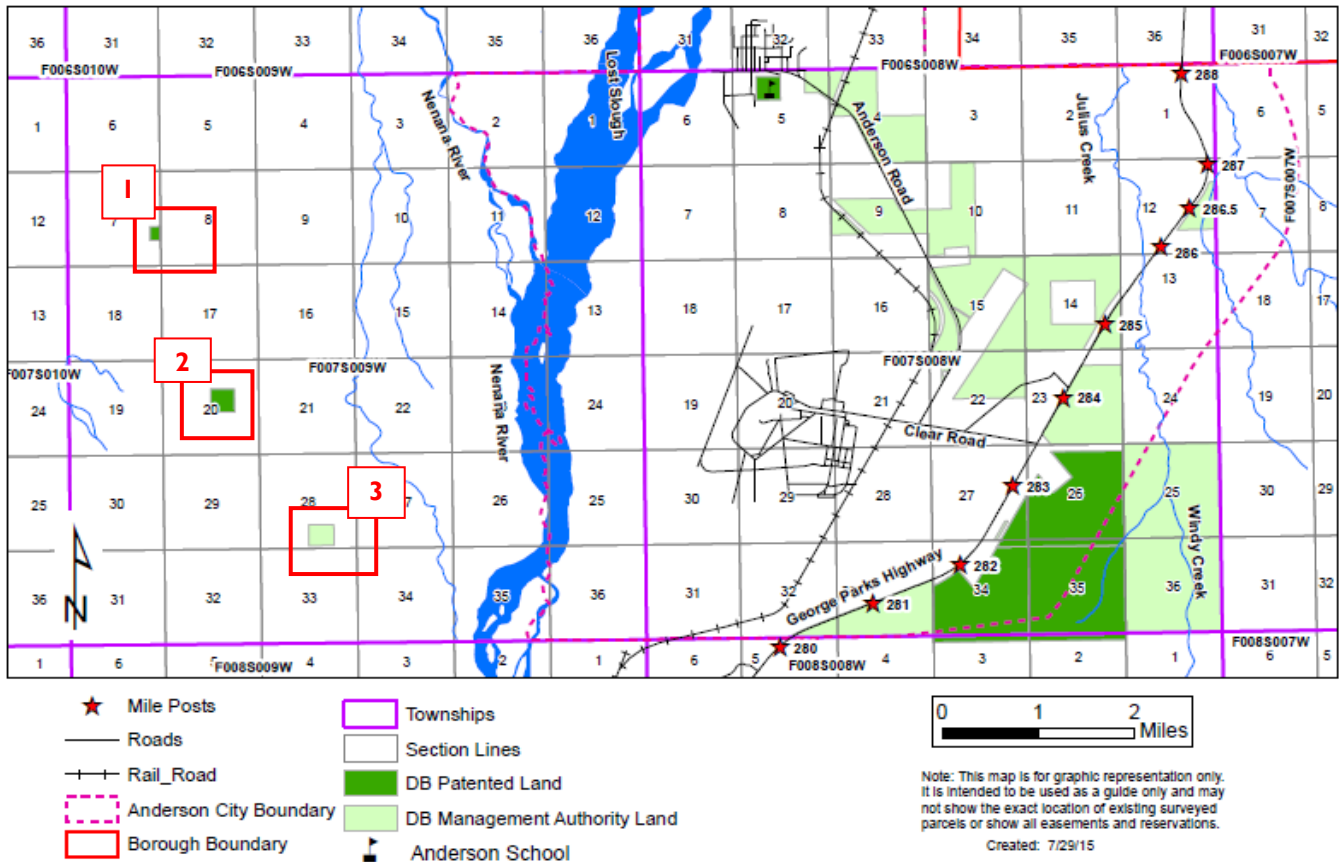 36 31 32 33 34 35 36 31 32 33 34 35 36 31 32
F006S010W F006S009W F006S008W F006S007W
288
Lost Slough
Nenana River
Anderson Road
Julius Creek
F007S007W
1 6 5 4 3 2 1 6 5 4 3 2 1 6 5
287
1
12 7 8 9 10 11 12 7 8 9 10 11 12 7 8
286.5
286
13 18 17 16 15 14 13 18 17 16 15 14 13 18 17
285
2
F007S010W F007S009W F007S008W
24 19 20 21 22 24 19 20 21 22 23 24 19 20
284
Nenana River
Clear Road
3
25 30 29 28 7 26 25 30 29 28 27 26 25 30 29
283
Windy Creek
282
George Parks Highway
36 31 32 33 34 35 36 31 32 34 35 36 31 32
281
N
280
1 6 5 4 3 2 1 6 5 4 3 2 1 6 5
F008S009W F008S008W F008S007W
Mile Posts
Roads
Rail_Road
Anderson City Boundary
Borough Boundary
Townships
Section Lines
DB Patented Land
DB Management Authority Land
Anderson School
0 1 2
Miles
Note: This map is for graphic representation only.
It is intended to be used as a guide only and may
not show the exact location of existing surveyed
parcels or show all easements and reservations.
Created: 7/29/15